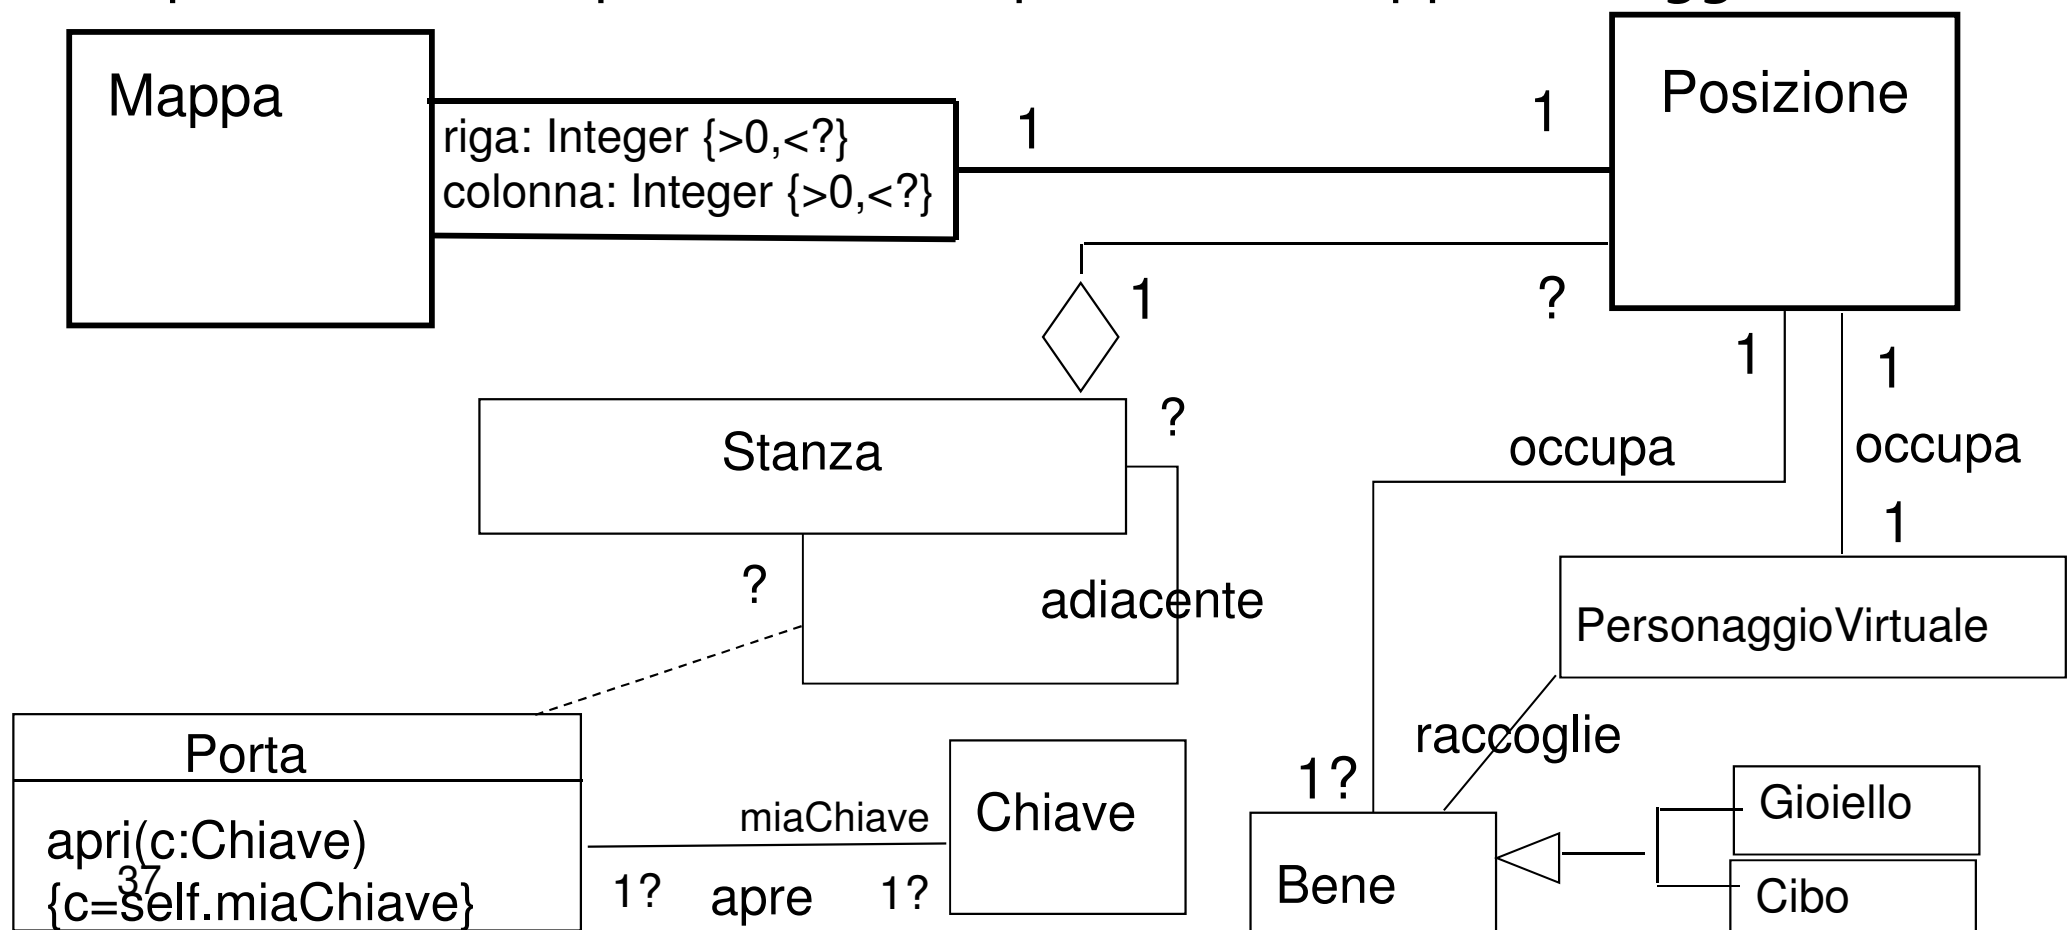 Mappa
riga: Integer {>0,<?}
colonna: Integer {>0,<?}
1
1
Posizione
1
?
Stanza
?
?
adiacente
1
1
occupa
occupa
1
PersonaggioVirtuale
raccoglie
Porta
apri(c:Chiave)
{c=self.miaChiave}
37
miaChiave
1?
apre
1?
Chiave
1?
Bene
Gioiello
Cibo